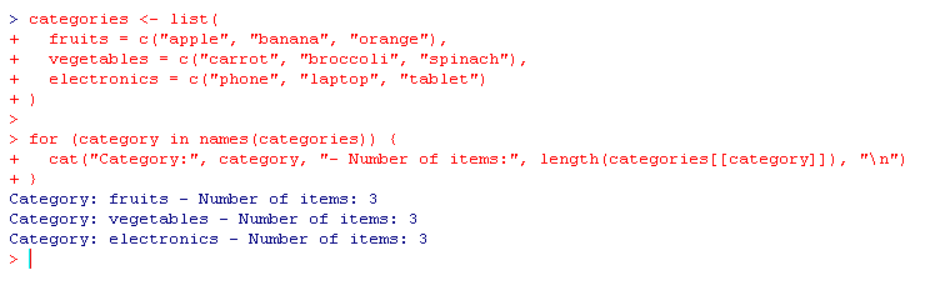 > categories <- list(
+   fruits = c("apple", "banana", "orange"),
+   vegetables = c("carrot", "broccoli", "spinach"),
+   electronics = c("phone", "laptop", "tablet")
+ )
>
> for (category in names(categories)) {
+   cat("Category:", category, "- Number of items:", length(categories[[category]]), "\n")
+ }
Category: fruits - Number of items: 3
Category: vegetables - Number of items: 3
Category: electronics - Number of items: 3
>